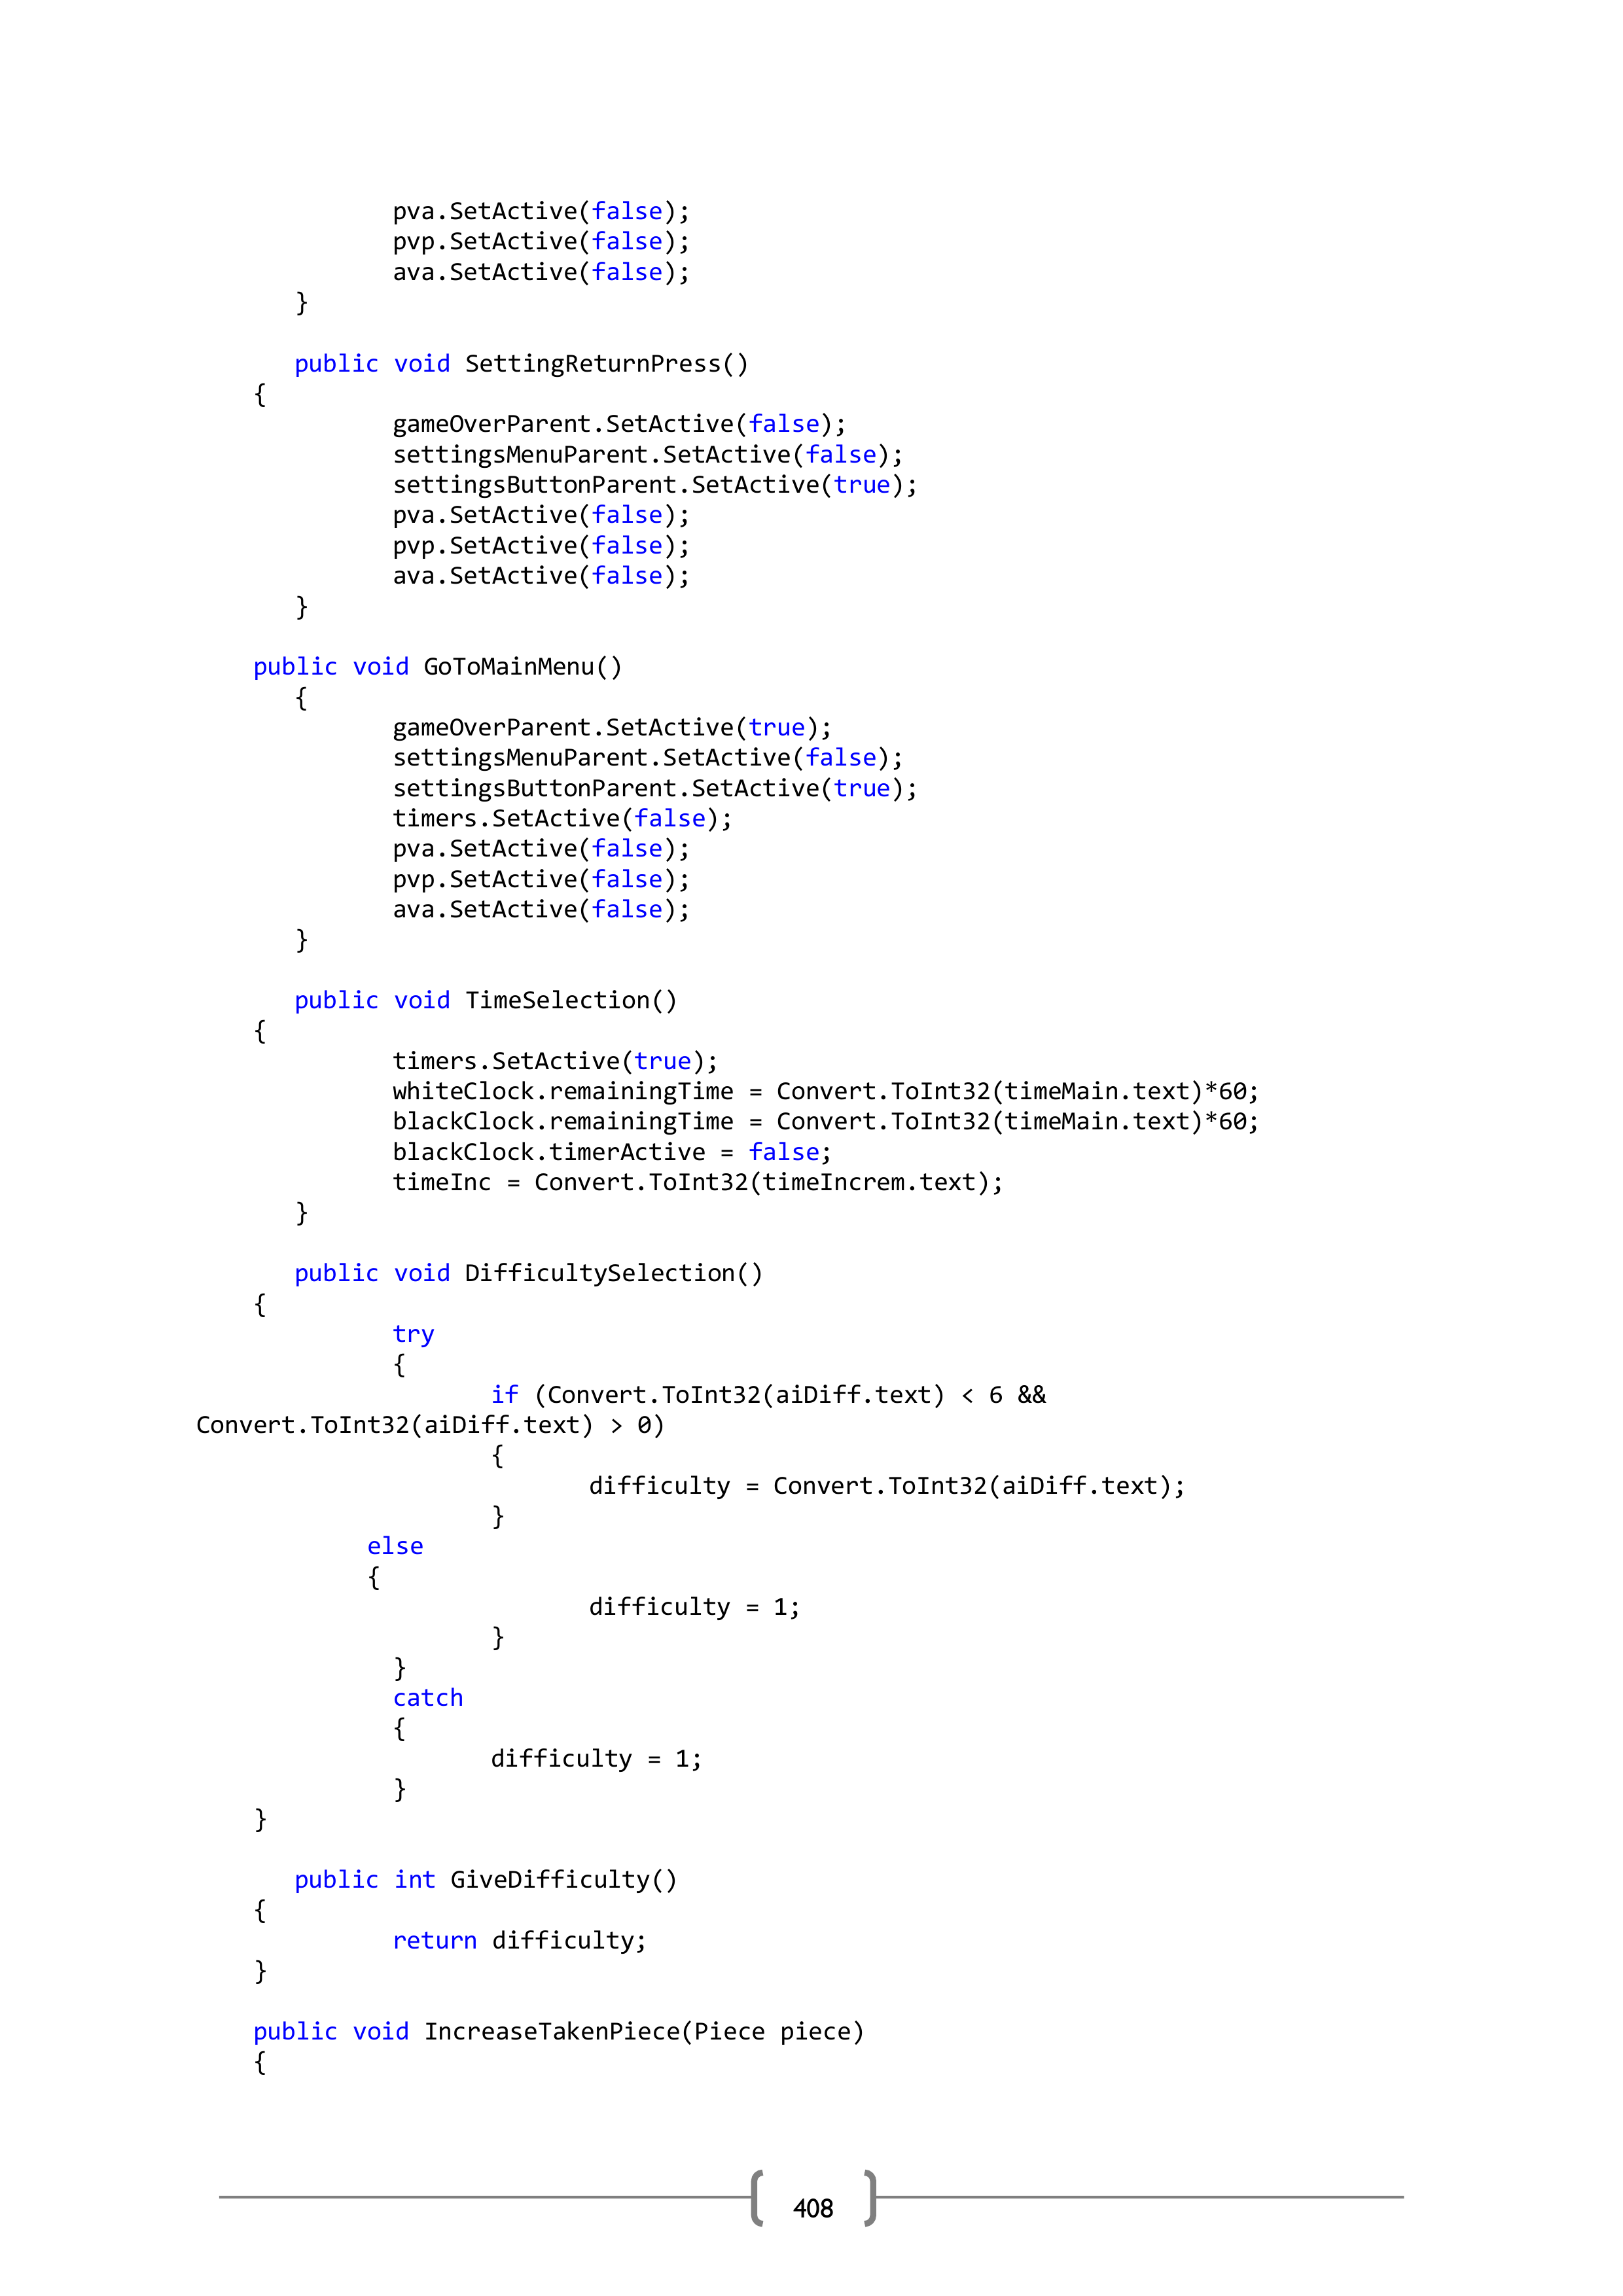 pva.SetActive(false);
pvp.SetActive(false);
ava.SetActive(false);
}
public void SettingReturnPress()
{
gameOverParent.SetActive(false);
settingsMenuParent.SetActive(false);
settingsButtonParent.SetActive(true);
pva.SetActive(false);
pvp.SetActive(false);
ava.SetActive(false);
}
public void GoToMainMenu()
{
gameOverParent.SetActive(true);
settingsMenuParent.SetActive(false);
settingsButtonParent.SetActive(true);
timers.SetActive(false);
pva.SetActive(false);
pvp.SetActive(false);
ava.SetActive(false);
}
public void TimeSelection()
{
timers.SetActive(true);
whiteClock.remainingTime = Convert.ToInt32(timeMain.text)*60;
blackClock.remainingTime = Convert.ToInt32(timeMain.text)*60;
blackClock.timerActive = false;
timeInc = Convert.ToInt32(timeIncrem.text);
}
public void DifficultySelection()
{
try
{
if (Convert.ToInt32(aiDiff.text) < 6 &&
Convert.ToInt32(aiDiff.text) > 0)
{
difficulty = Convert.ToInt32(aiDiff.text);
}
else
{
difficulty = 1;
}
}
catch
{
difficulty = 1;
}
}
public int GiveDifficulty()
{
return difficulty;
}
public void IncreaseTakenPiece(Piece piece)
{
408